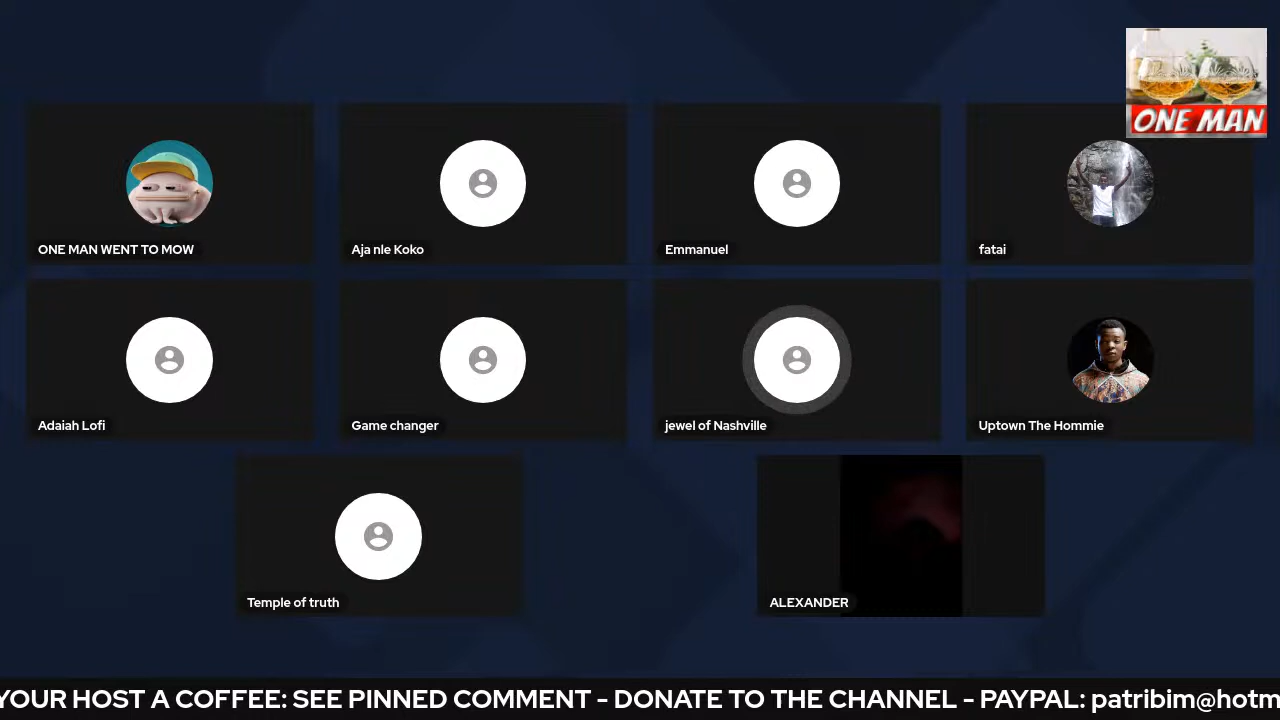 ONE MAN
ONE MAN WENT TO MOW
Aja nle Koko
Emmanuel
fatai
Adaiah Lofi
Game changer
jewel of Nashville
Uptown The Hommie
Temple of truth
ALEXANDER
YOUR HOST A COFFEE: SEE PINNED COMMENT - DONATE TO THE CHANNEL - PAYPAL: patribim@hotm